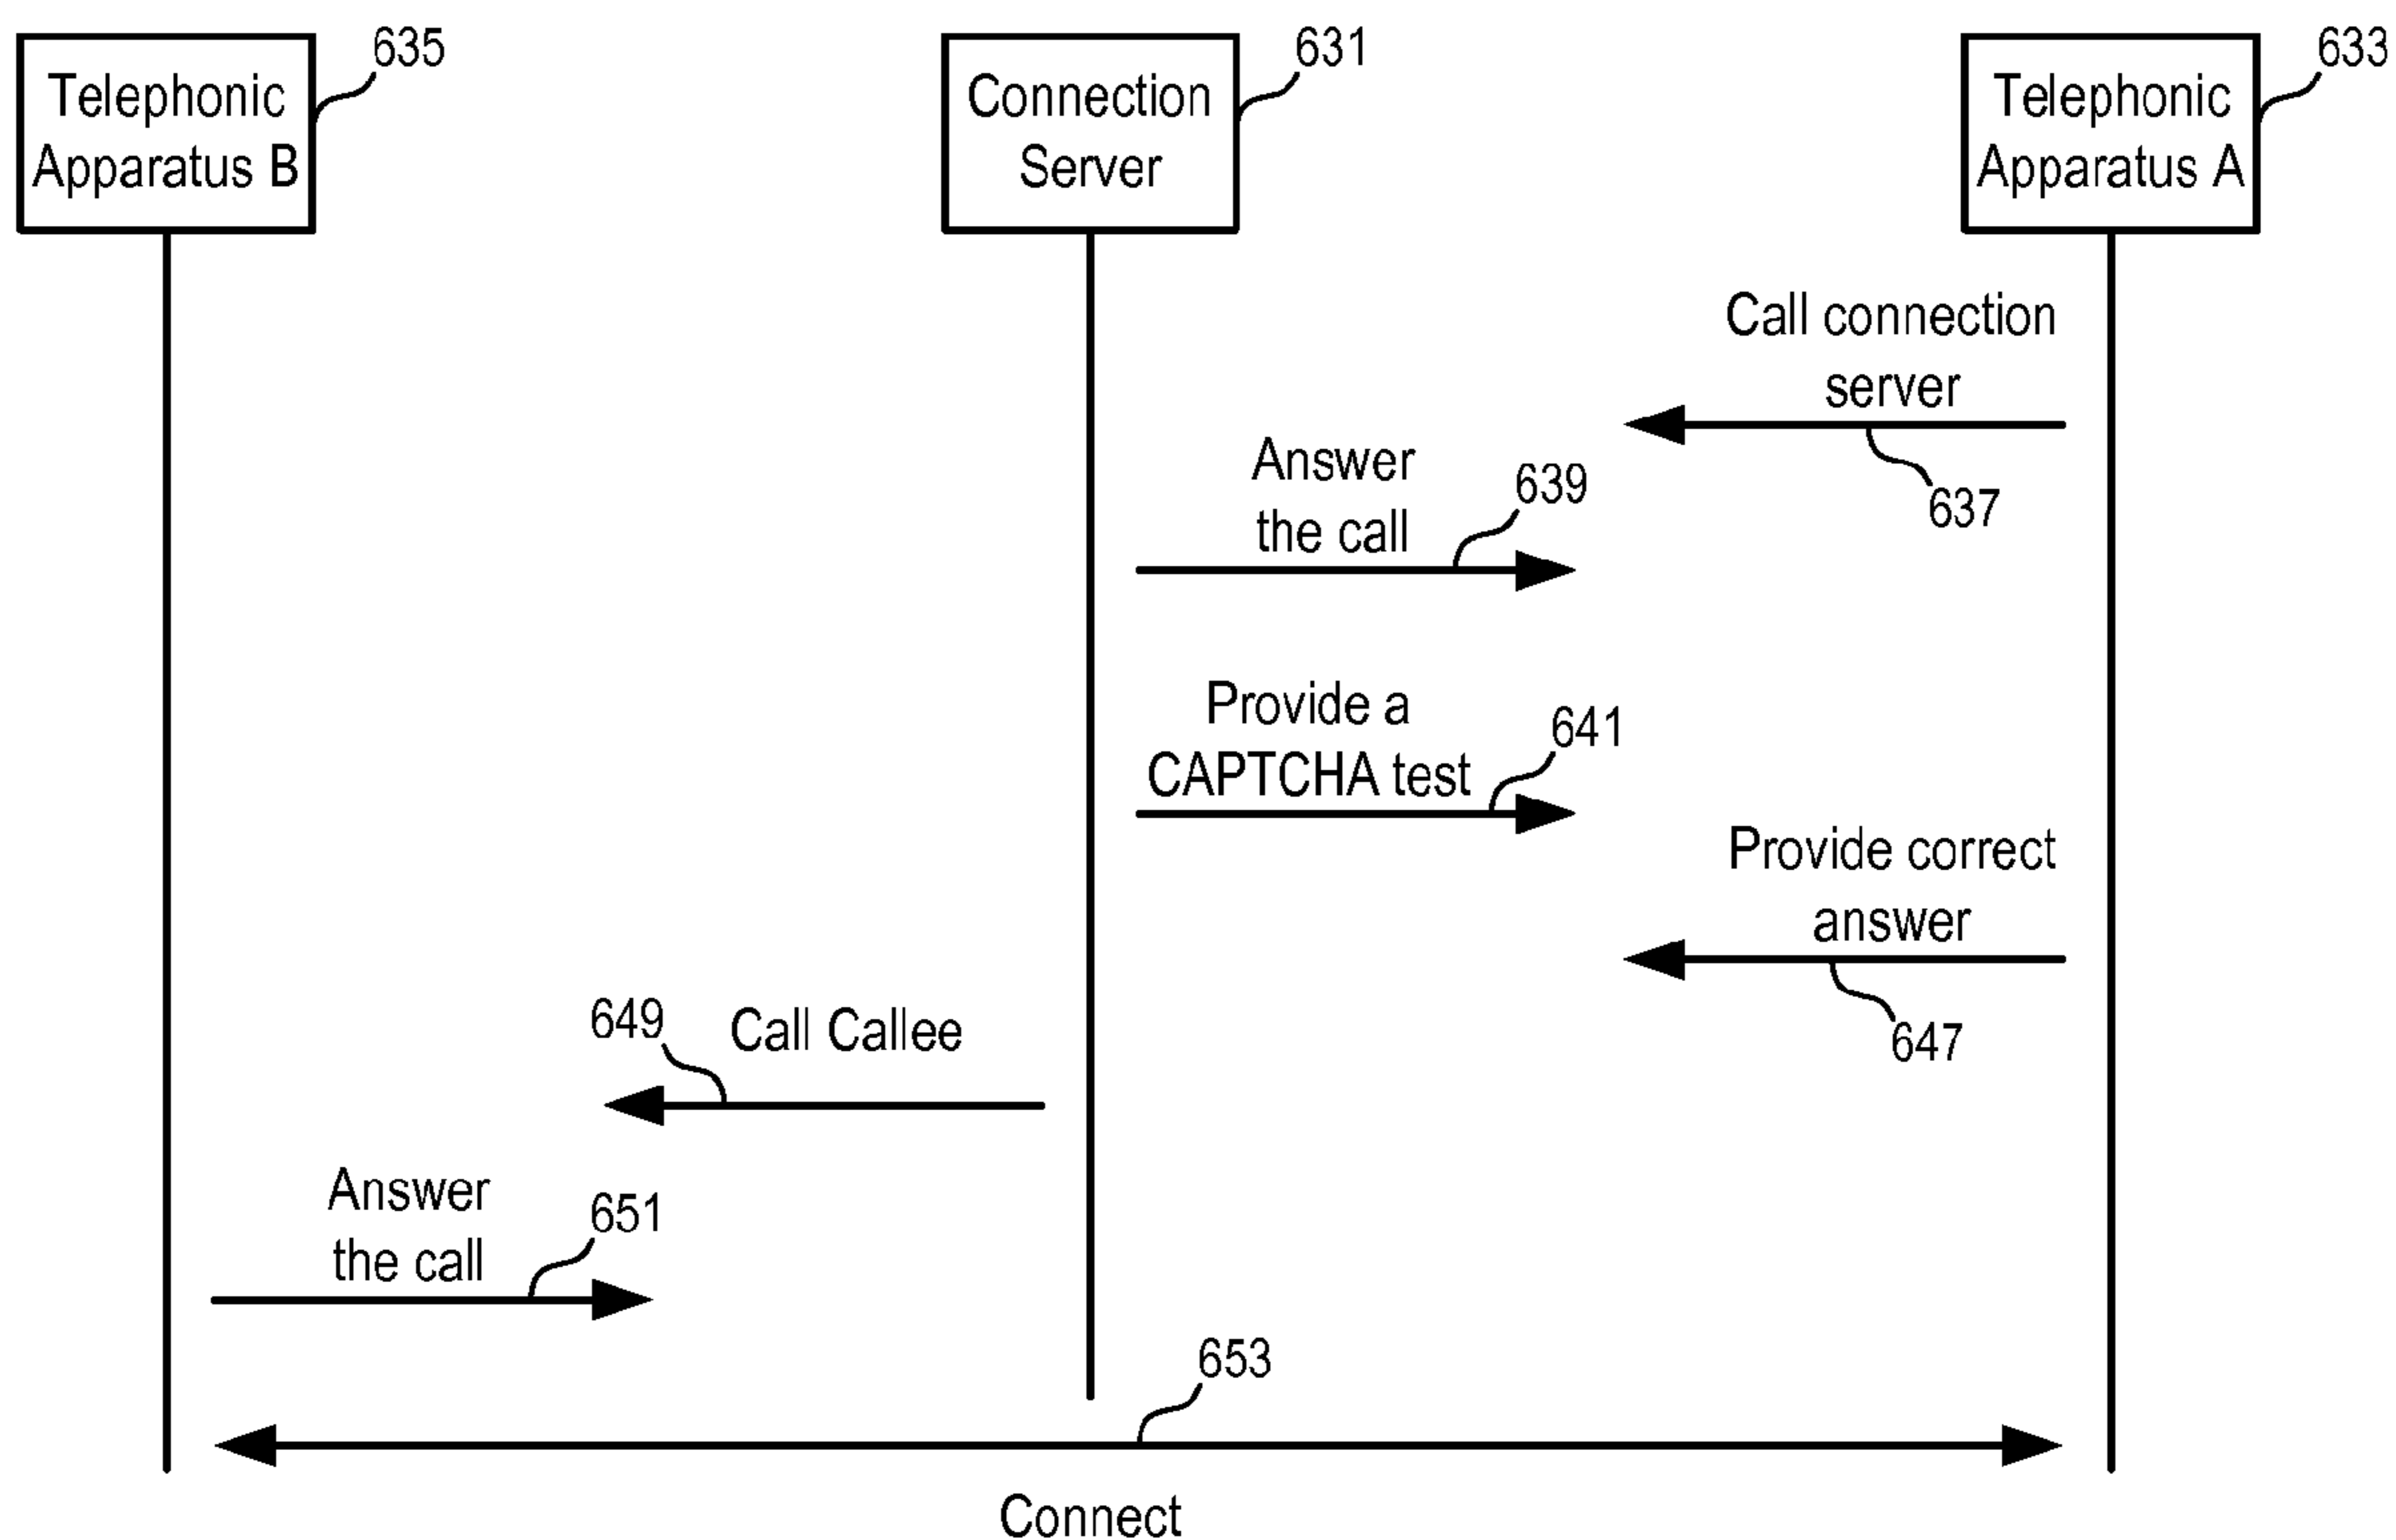 Telephonic
Apparatus B
635
Connection
Server
631
Telephonic
Apparatus A
633
Call connection
server
637
Answer
the call
639
Provide a
CAPTCHA test
641
Provide correct
answer
647
649
Call Callee
Answer
the call
651
653
Connect